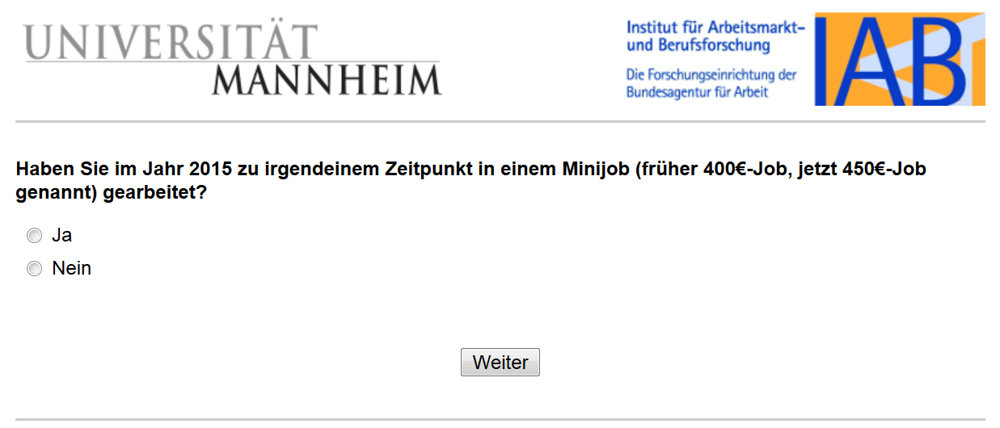 UNIVERSITÄT
MANNHEIM
Institut für Arbeitsmarkt-
und Berufsforschung
Die Forschungseinrichtung der
Bundesagentur für Arbeit
IAB
Haben Sie im Jahr 2015 zu irgendeinem Zeitpunkt in einem Minijob (früher 400€-Job, jetzt 450€-Job
genannt) gearbeitet?
Ja
Nein
Weiter